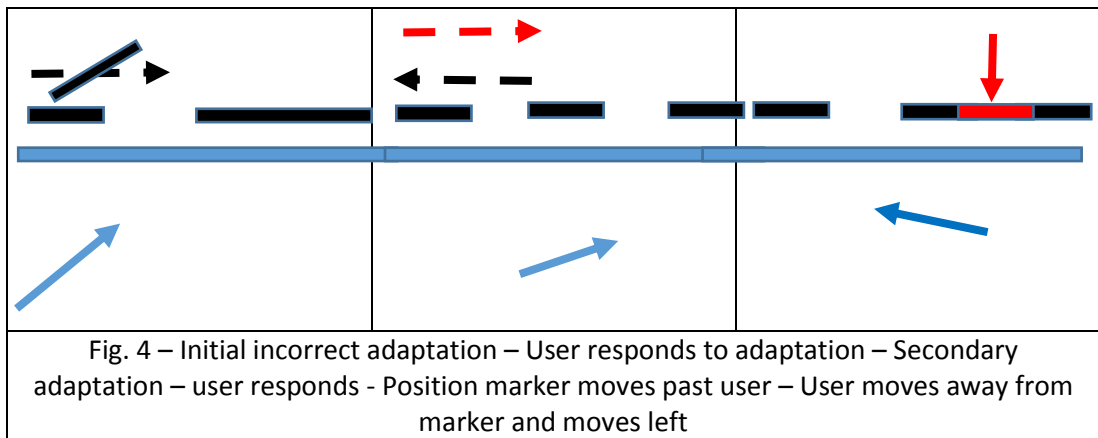 Fig. 4 – Initial incorrect adaptation – User responds to adaptation – Secondary
adaptation – user responds - Position marker moves past user – User moves away from
marker and moves left